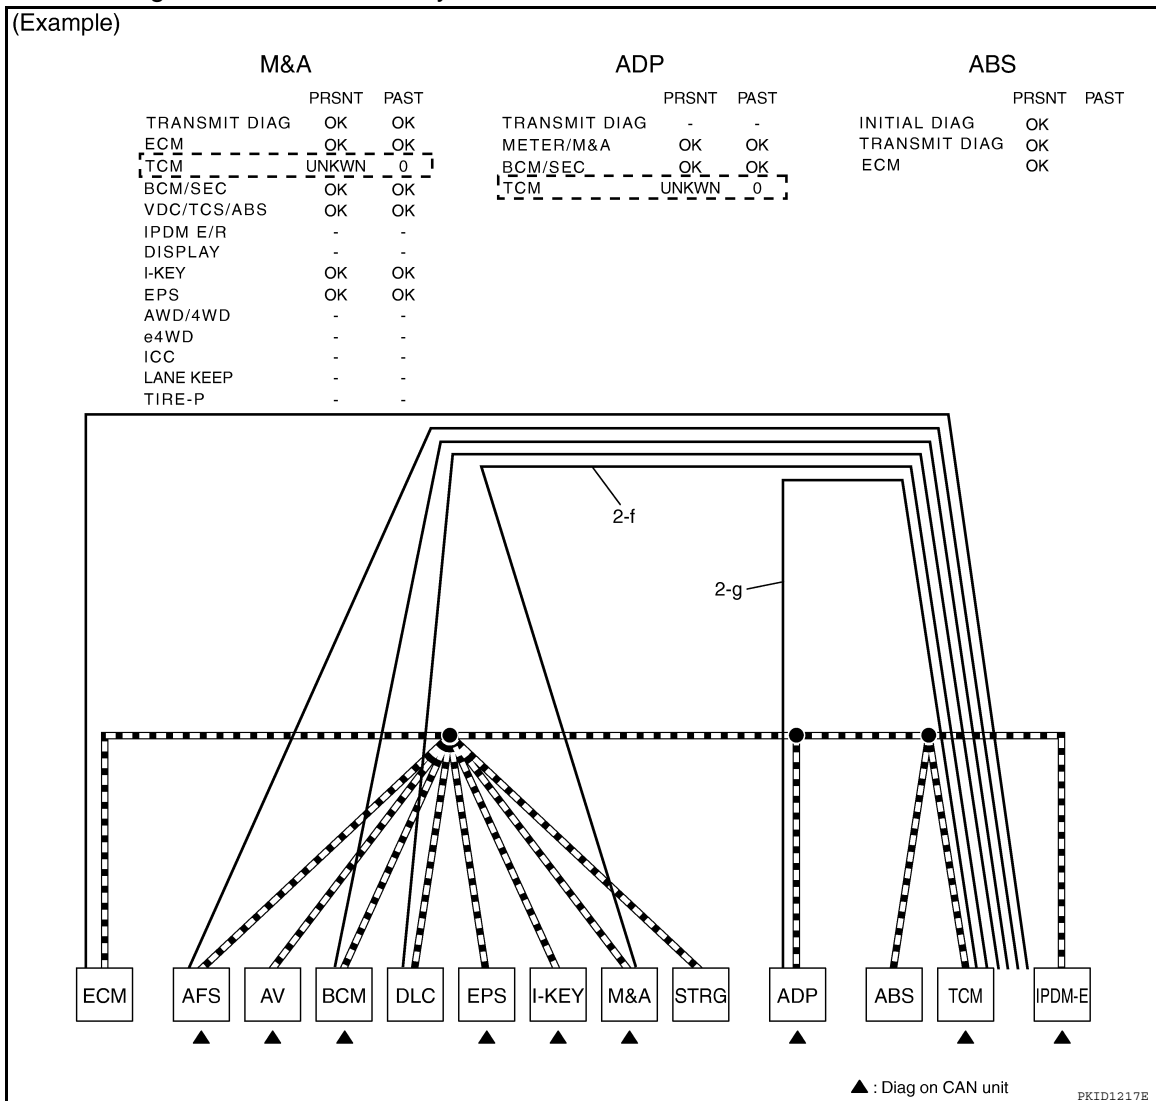 (Example)
M&A
PRSNT PAST
TRANSMIT DIAG OK OK
ECM OK OK
TCM UNKWN 0
BCM/SEC OK OK
VDC/TCS/ABS OK OK
IPDM E/R - -
DISPLAY - -
I-KEY OK OK
EPS OK OK
AWD/4WD - -
e4WD - -
ICC - -
LANE KEEP - -
TIRE-P - -
ADP
PRSNT PAST
TRANSMIT DIAG - -
METER/M&A OK OK
BCM/SEC OK OK
TCM UNKWN 0
ABS
PRSNT PAST
INITIAL DIAG OK
TRANSMIT DIAG OK
ECM OK
2-f
2-g
ECM AFS AV BCM DLC EPS I-KEY M&A STRG ADP ABS TCM IPDM-E
▲ : Diag on CAN unit
PKID1217E